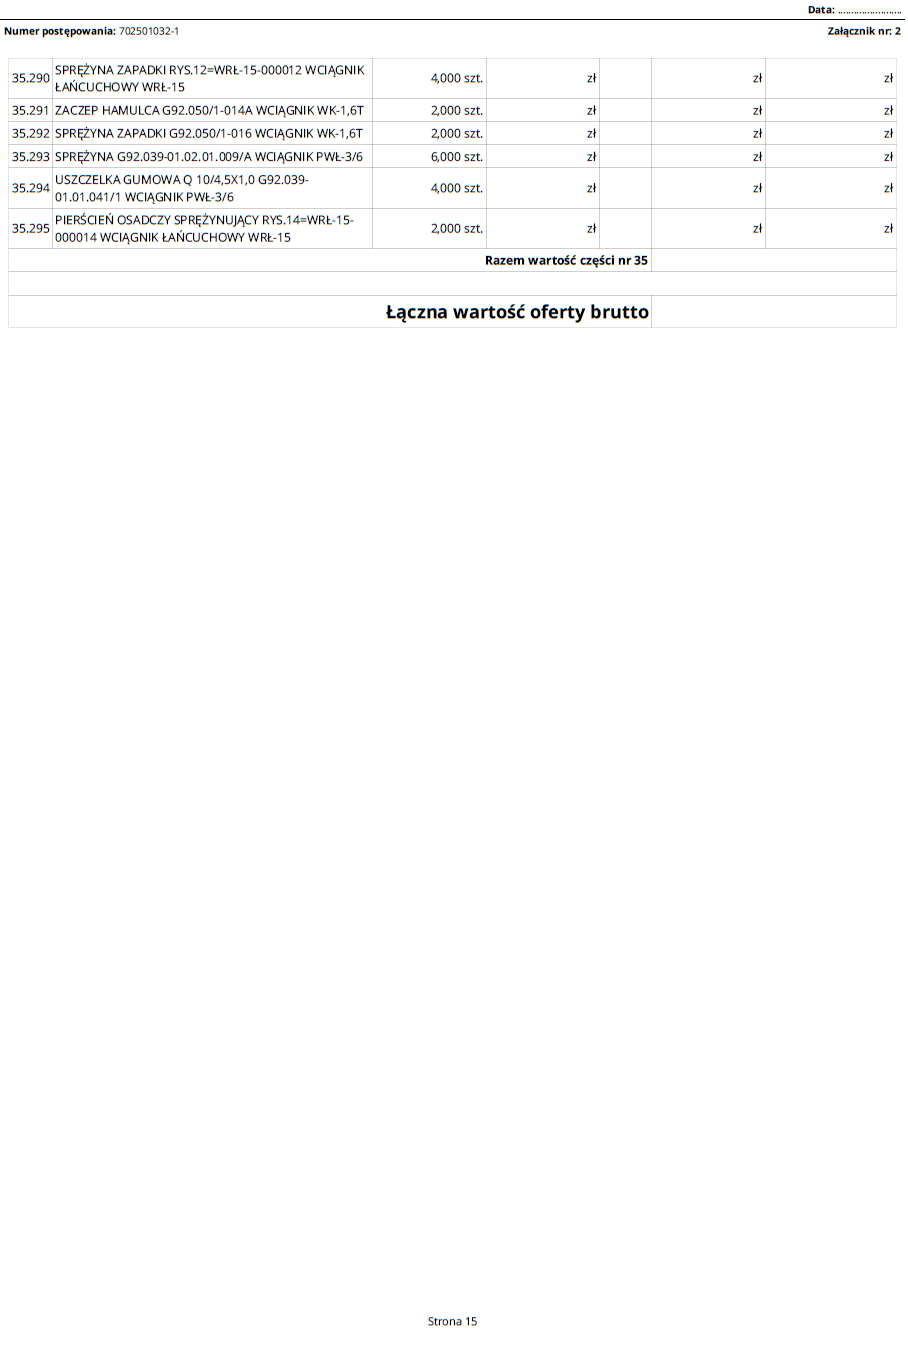 Data: ........................
Numer postępowania: 702501032-1 Załącznik nr: 2
35.290 SPRĘŻYNA ZAPADKI RYS.12=WRŁ-15-000012 WCIĄGNIK ŁAŃCUCHOWY WRŁ-15 4,000 szt. zł zł zł
35.291 ZACZEP HAMULCA G92.050/1-014A WCIĄGNIK WK-1,6T 2,000 szt. zł zł zł
35.292 SPRĘŻYNA ZAPADKI G92.050/1-016 WCIĄGNIK WK-1,6T 2,000 szt. zł zł zł
35.293 SPRĘŻYNA G92.039-01.02.01.009/A WCIĄGNIK PWŁ-3/6 6,000 szt. zł zł zł
35.294 USZCZELKA GUMOWA Q 10/4,5X1,0 G92.039-01.01.041/1 WCIĄGNIK PWŁ-3/6 4,000 szt. zł zł zł
35.295 PIERŚCIEŃ OSADCZY SPRĘŻYNUJĄCY RYS.14=WRŁ-15-000014 WCIĄGNIK ŁAŃCUCHOWY WRŁ-15 2,000 szt. zł zł zł
Razem wartość części nr 35
Łączna wartość oferty brutto
Strona 15